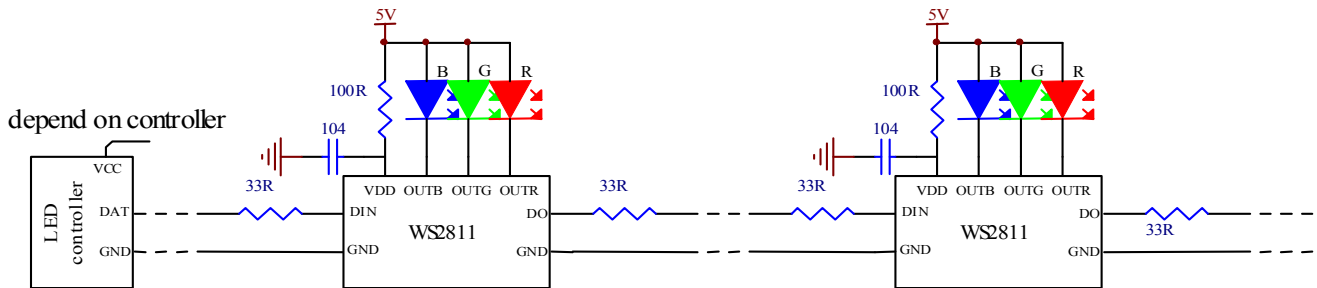 5V
5V
B
G
R
B
G
R
100R
100R
depend on controller
104
104
VCC
33R
VDD
OUTB
OUTG
OUTR
33R
33R
VDD
OUTB
OUTG
OUTR
LED
controller
DAT
DIN
DO
DIN
DO
WS2811
WS2811
33R
GND
GND
GND
GND
GND